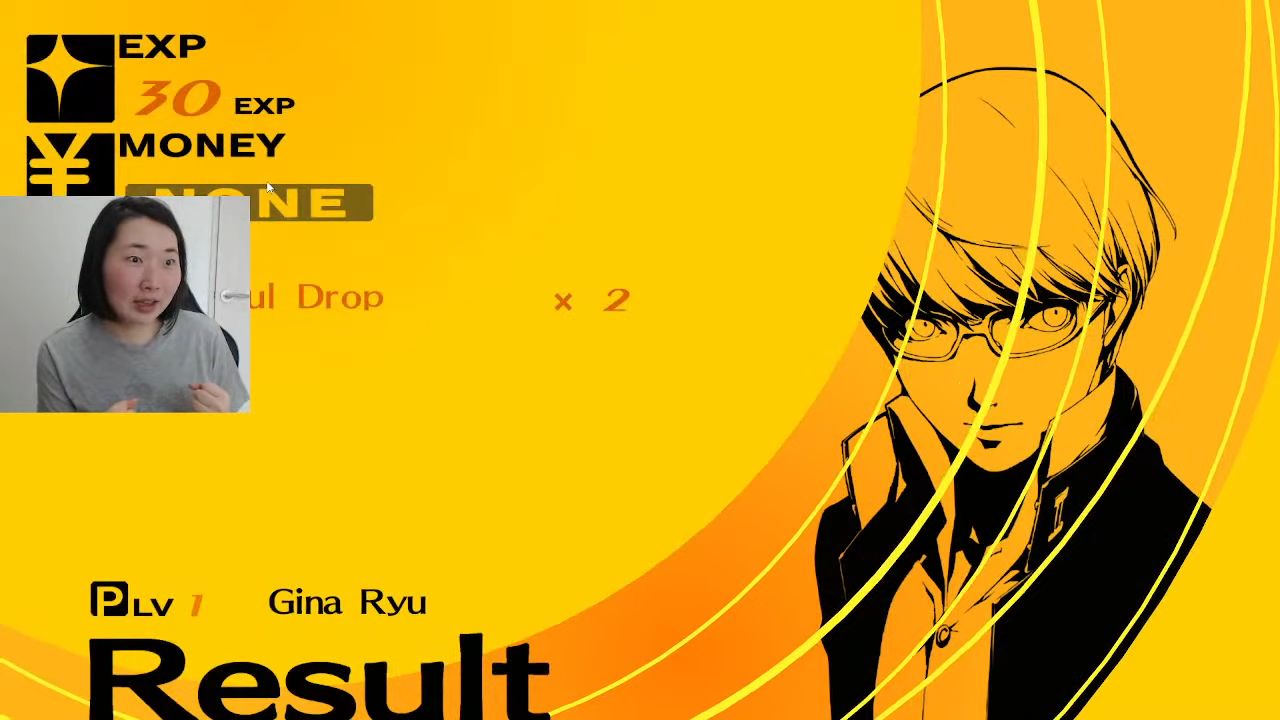 EXP
30 EXP
¥ MONEY
NONE
ul Drop × 2
P LV 1 Gina Ryu
Result